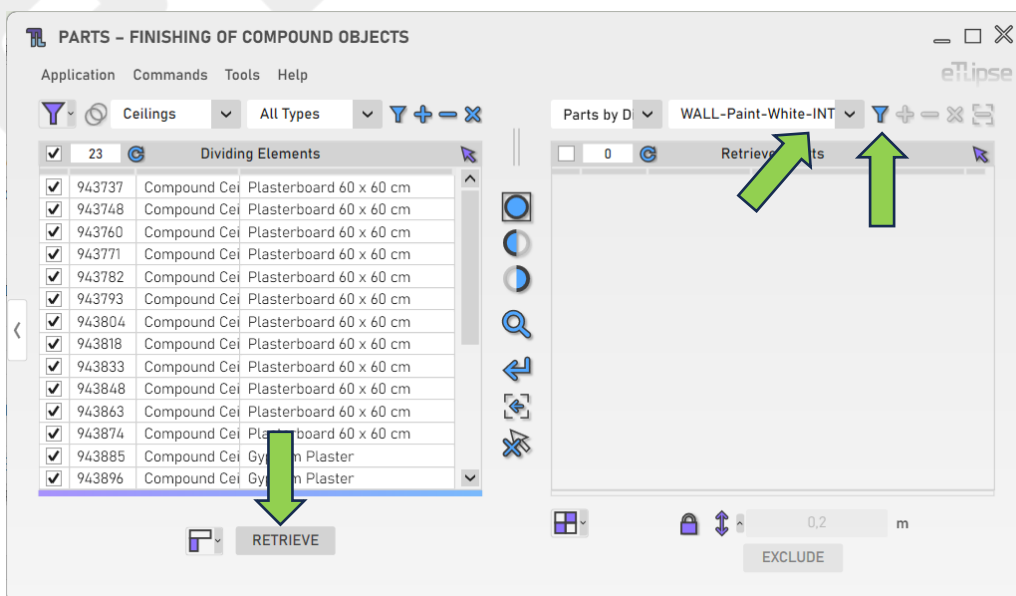 PARTS – FINISHING OF COMPOUND OBJECTS
Application Commands Tools Help
eTLipse
Ceilings All Types
Parts by Di WALL-Paint-White-INT
23 Dividing Elements
0 Retrieve
943737 Compound Cei Plasterboard 60 x 60 cm
943748 Compound Cei Plasterboard 60 x 60 cm
943760 Compound Cei Plasterboard 60 x 60 cm
943771 Compound Cei Plasterboard 60 x 60 cm
943782 Compound Cei Plasterboard 60 x 60 cm
943793 Compound Cei Plasterboard 60 x 60 cm
943804 Compound Cei Plasterboard 60 x 60 cm
943818 Compound Cei Plasterboard 60 x 60 cm
943833 Compound Cei Plasterboard 60 x 60 cm
943848 Compound Cei Plasterboard 60 x 60 cm
943863 Compound Cei Plasterboard 60 x 60 cm
943874 Compound Cei Plasterboard 60 x 60 cm
943885 Compound Cei Gypsum Plaster
943896 Compound Cei Gypsum Plaster
RETRIEVE
0,2 m
EXCLUDE